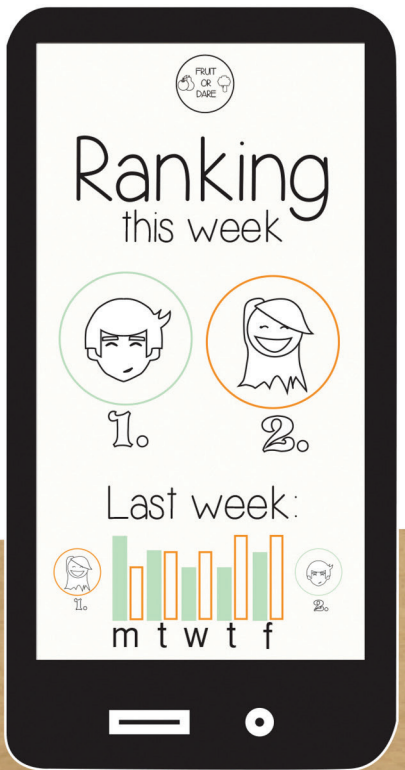 FRUIT
OR
DARE
Ranking
this week
1. 2.
Last week:
1. 2.
m t w t f